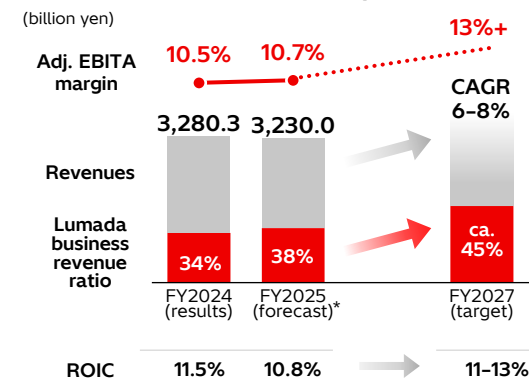 (billion yen)
13%+
Adj. EBITA
margin
10.5%
10.7%
CAGR
6–8%
3,280.3
3,230.0
Revenues
Lumada
business
revenue
ratio
34%
38%
ca.
45%
FY2024
(results)
FY2025
(forecast)*
FY2027
(target)
ROIC
11.5%
10.8%
11–13%